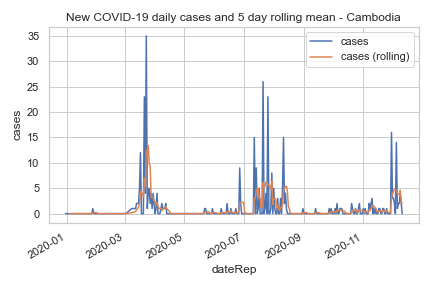 New COVID-19 daily cases and 5 day rolling mean - Cambodia
cases
cases (rolling)
35
30
25
20
15
10
5
0
cases
2020-01
2020-03
2020-05
2020-07
2020-09
2020-11
dateRep